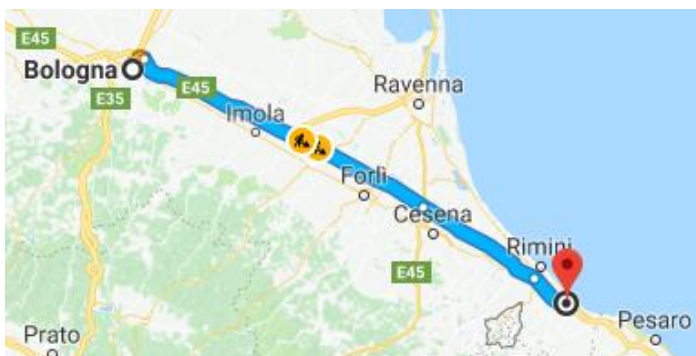 E45
Bologna
E35
E45
Imola
Ravenna
Forlì
Cesena
E45
Rimini
Pesaro
Prato